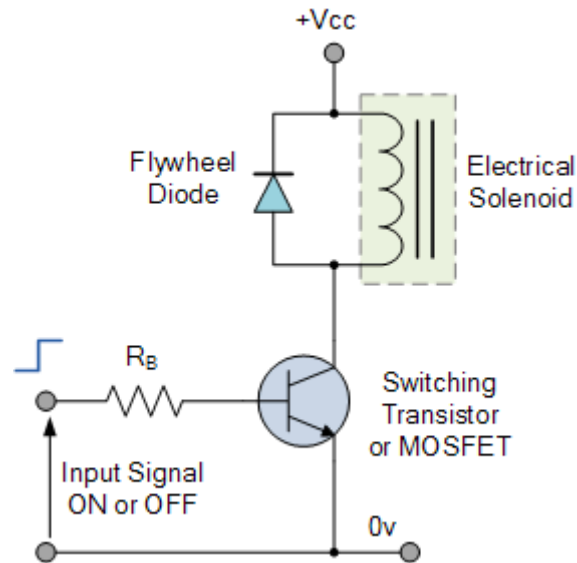 +Vcc
Flywheel
Diode
Electrical
Solenoid
RB
Switching
Transistor
or MOSFET
Input Signal
ON or OFF
0v